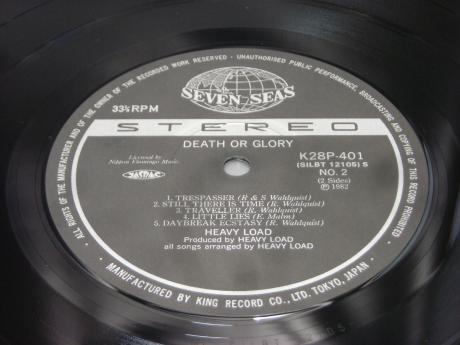 ALL RIGHTS OF THE MANUFACTURER AND OF THE OWNER OF THE RECORDED WORK RESERVED · UNAUTHORISED PUBLIC PERFORMANCE, BROADCASTING AND COPYING OF THIS RECORD PROHIBITED
SEVEN SEAS
33⅓RPM
STEREO
DEATH OR GLORY
Licensed by
Nippon Flamingo Music.
K28P-401
(SILBT 12105) S
NO. 2
(2 Sides)
℗ 1982
1. TRESPASSER (R & S Wahlquist)
2. STILL THERE IS TIME (R. Wahlquist)
3. TRAVELLER (R. Wahlquist)
4. LITTLE LIES (E. Malm)
5. DAYBREAK ECSTASY (R. Wahlquist)
HEAVY LOAD
Produced by HEAVY LOAD
all songs arranged by HEAVY LOAD
MANUFACTURED BY KING RECORD CO., LTD. TOKYO, JAPAN